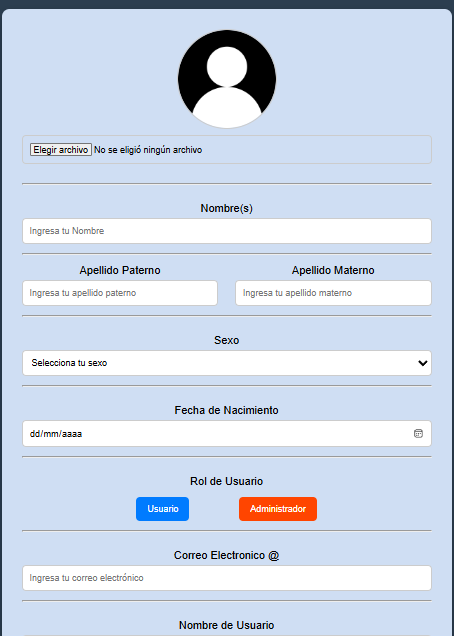 Elegir archivo No se eligió ningún archivo
Nombre(s)
Ingresa tu Nombre
Apellido Paterno Apellido Materno
Ingresa tu apellido paterno Ingresa tu apellido materno
Sexo
Selecciona tu sexo
Fecha de Nacimiento
dd/mm/aaaa
Rol de Usuario
Usuario Administrador
Correo Electronico @
Ingresa tu correo electrónico
Nombre de Usuario